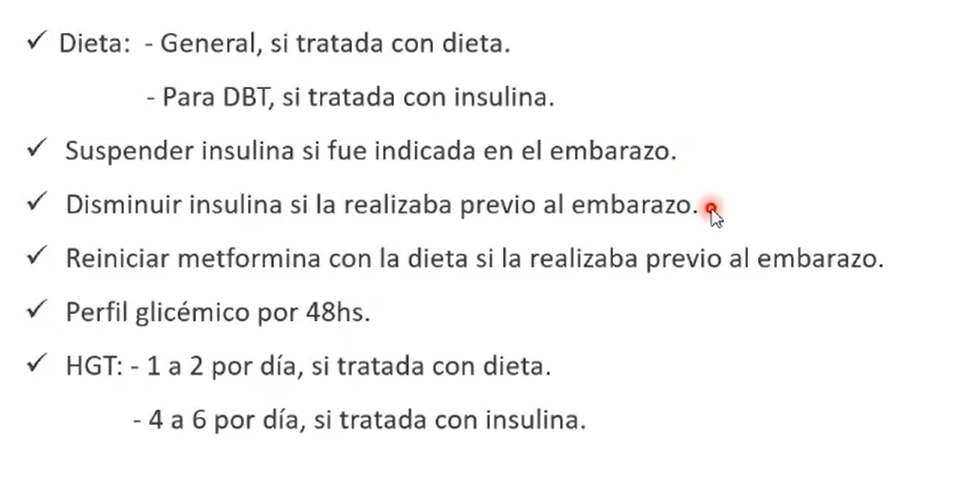 ✓ Dieta: - General, si tratada con dieta.
- Para DBT, si tratada con insulina.
✓ Suspender insulina si fue indicada en el embarazo.
✓ Disminuir insulina si la realizaba previo al embarazo.
✓ Reiniciar metformina con la dieta si la realizaba previo al embarazo.
✓ Perfil glicémico por 48hs.
✓ HGT: - 1 a 2 por día, si tratada con dieta.
- 4 a 6 por día, si tratada con insulina.